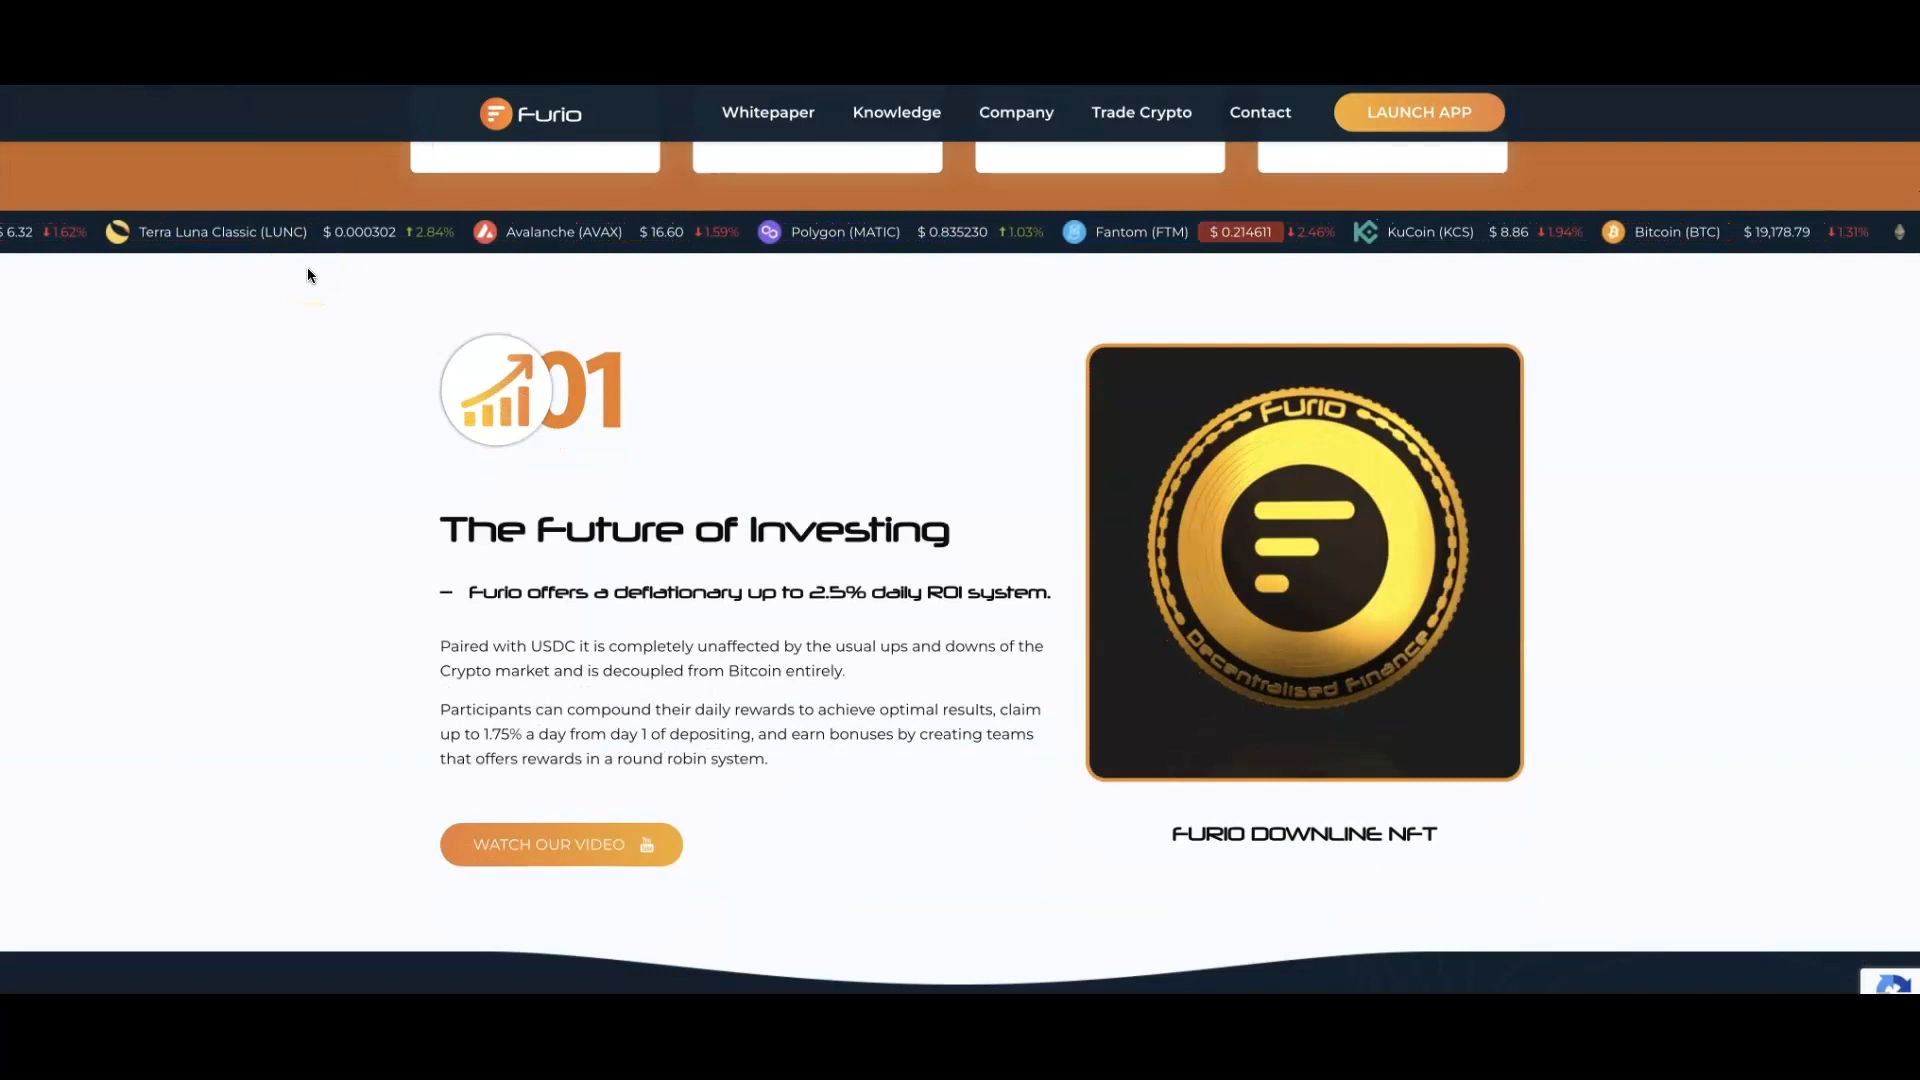 Furio
Whitepaper Knowledge Company Trade Crypto Contact LAUNCH APP
$ 6.32 1.62% Terra Luna Classic (LUNC) $ 0.000302 2.84% Avalanche (AVAX) $ 16.60 1.59% Polygon (MATIC) $ 0.835230 1.03% Fantom (FTM) $ 0.214611 2.46% KuCoin (KCS) $ 8.86 1.94% Bitcoin (BTC) $ 19,178.79 1.31%
01
The Future of Investing
– Furio offers a deflationary up to 2.5% daily ROI system.
Paired with USDC it is completely unaffected by the usual ups and downs of the
Crypto market and is decoupled from Bitcoin entirely.
Participants can compound their daily rewards to achieve optimal results, claim
up to 1.75% a day from day 1 of depositing, and earn bonuses by creating teams
that offers rewards in a round robin system.
WATCH OUR VIDEO
Furio
Decentralised Finance
FURIO DOWNLINE NFT